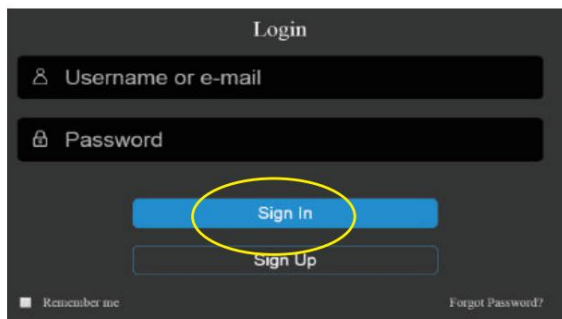 Login
Username or e-mail
Password
Sign In
Sign Up
Remember me Forgot Password?